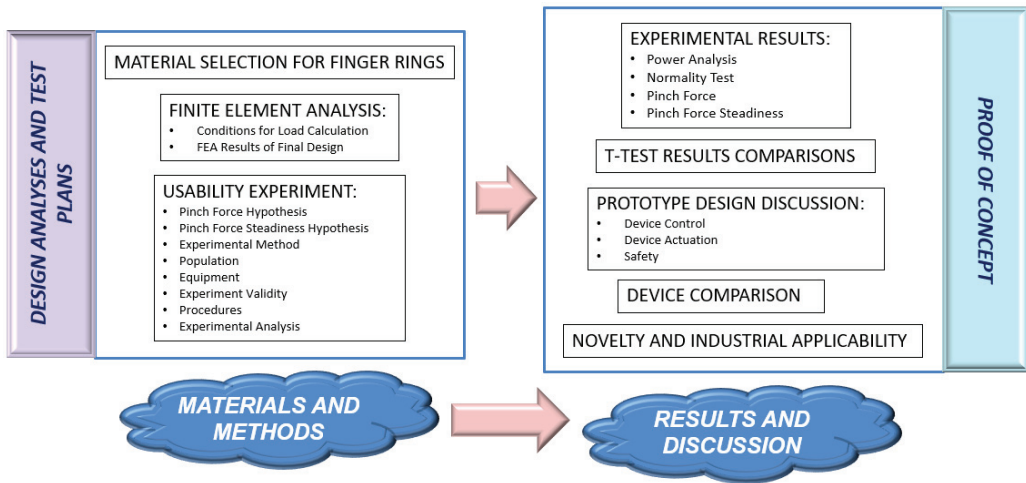 DESIGN ANALYSES AND TEST
PLANS
MATERIAL SELECTION FOR FINGER RINGS
FINITE ELEMENT ANALYSIS:
• Conditions for Load Calculation
• FEA Results of Final Design
USABILITY EXPERIMENT:
• Pinch Force Hypothesis
• Pinch Force Steadiness Hypothesis
• Experimental Method
• Population
• Equipment
• Experiment Validity
• Procedures
• Experimental Analysis
MATERIALS AND
METHODS
EXPERIMENTAL RESULTS:
• Power Analysis
• Normality Test
• Pinch Force
• Pinch Force Steadiness
T-TEST RESULTS COMPARISONS
PROTOTYPE DESIGN DISCUSSION:
• Device Control
• Device Actuation
• Safety
DEVICE COMPARISON
NOVELTY AND INDUSTRIAL APPLICABILITY
PROOF OF CONCEPT
RESULTS AND
DISCUSSION